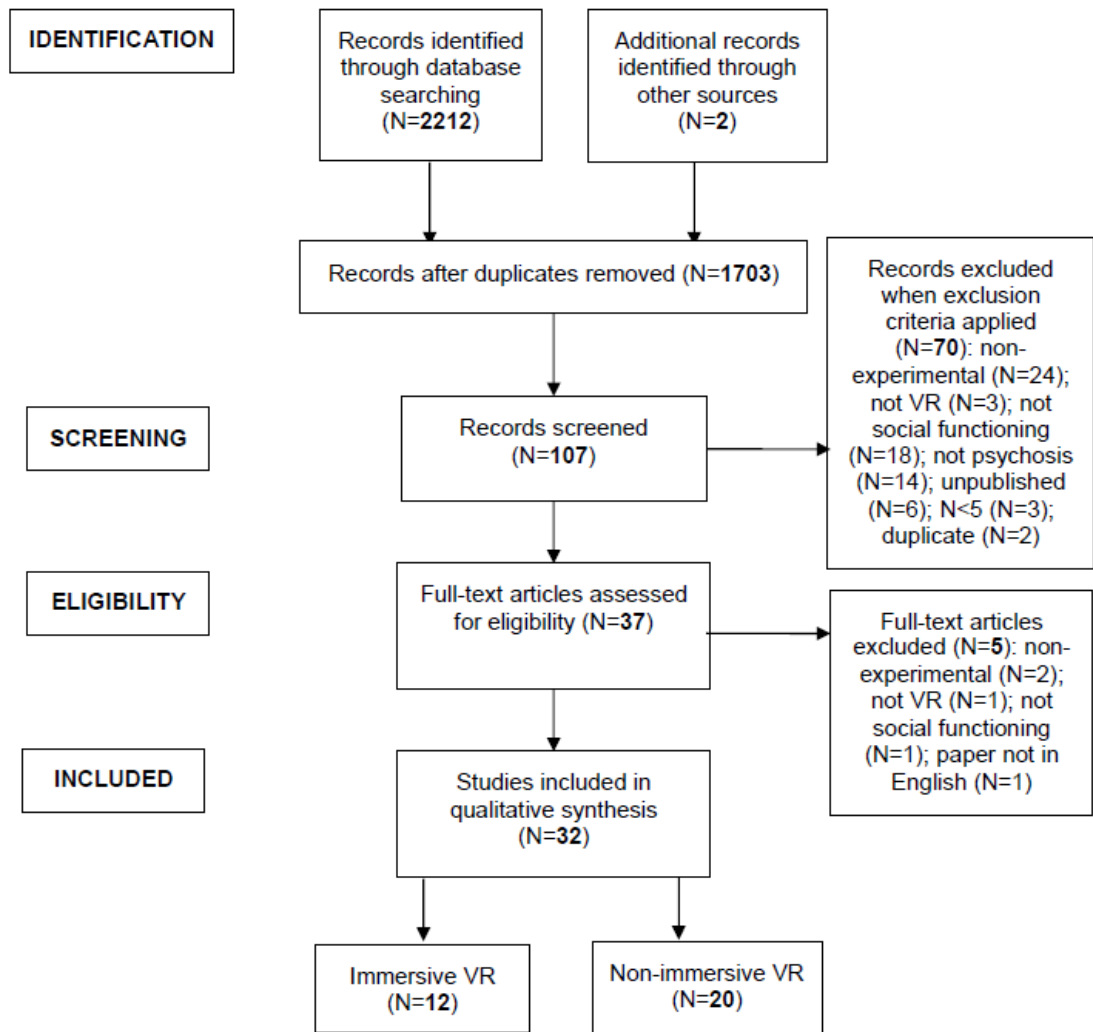 IDENTIFICATION
Records identified
through database
searching
(N=2212)
Additional records
identified through
other sources
(N=2)
Records after duplicates removed (N=1703)
Records excluded
when exclusion
criteria applied
(N=70): non-
experimental (N=24);
not VR (N=3); not
social functioning
(N=18); not psychosis
(N=14); unpublished
(N=6); N<5 (N=3);
duplicate (N=2)
SCREENING
Records screened
(N=107)
ELIGIBILITY
Full-text articles assessed
for eligibility (N=37)
Full-text articles
excluded (N=5): non-
experimental (N=2);
not VR (N=1); not
social functioning
(N=1); paper not in
English (N=1)
INCLUDED
Studies included in
qualitative synthesis
(N=32)
Immersive VR
(N=12)
Non-immersive VR
(N=20)